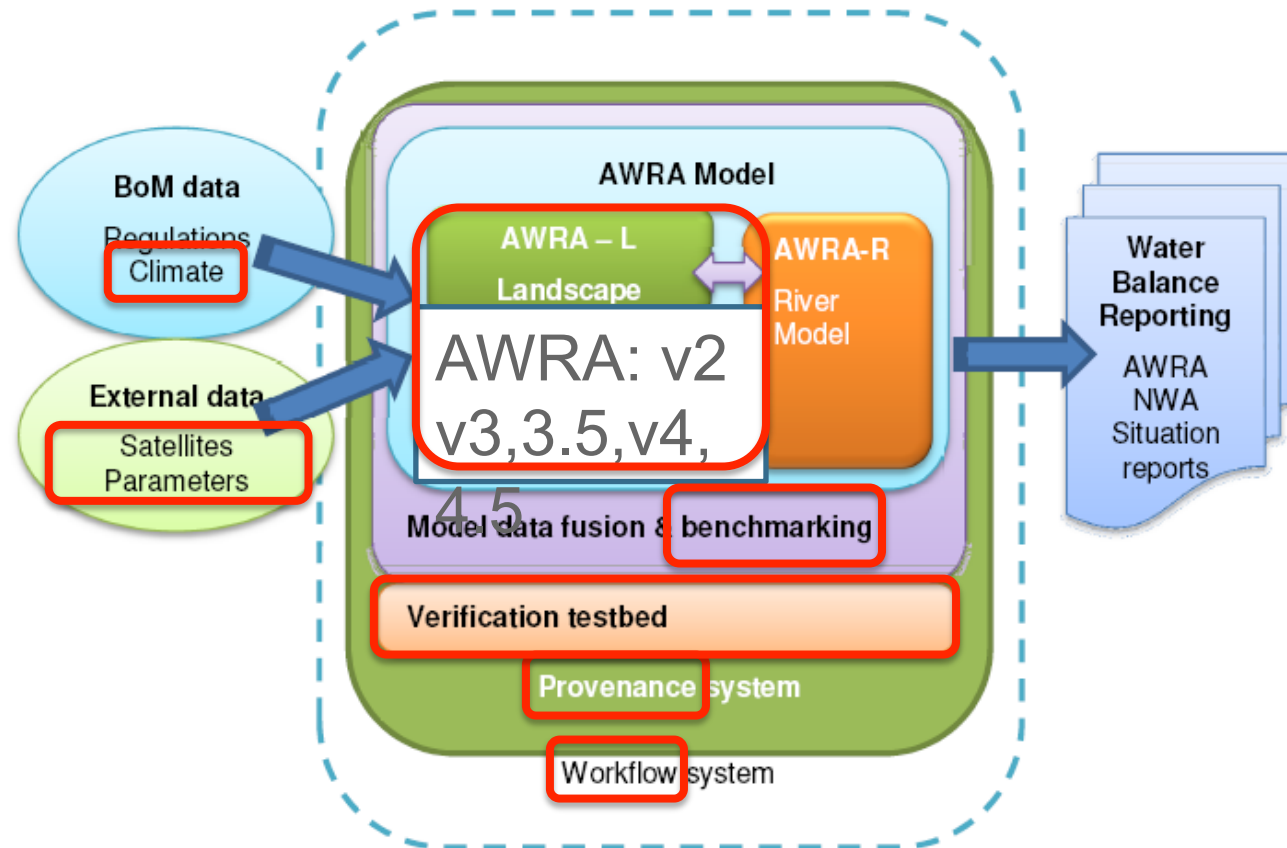 BoM data
Regulations
Climate
External data
Satellites
Parameters
AWRA Model
AWRA – L
Landscape
AWRA-R
River
Model
AWRA: v2
v3,3.5,v4,
4.5
Model data fusion & benchmarking
Verification testbed
Provenance system
Workflow system
Water
Balance
Reporting
AWRA
NWA
Situation
reports